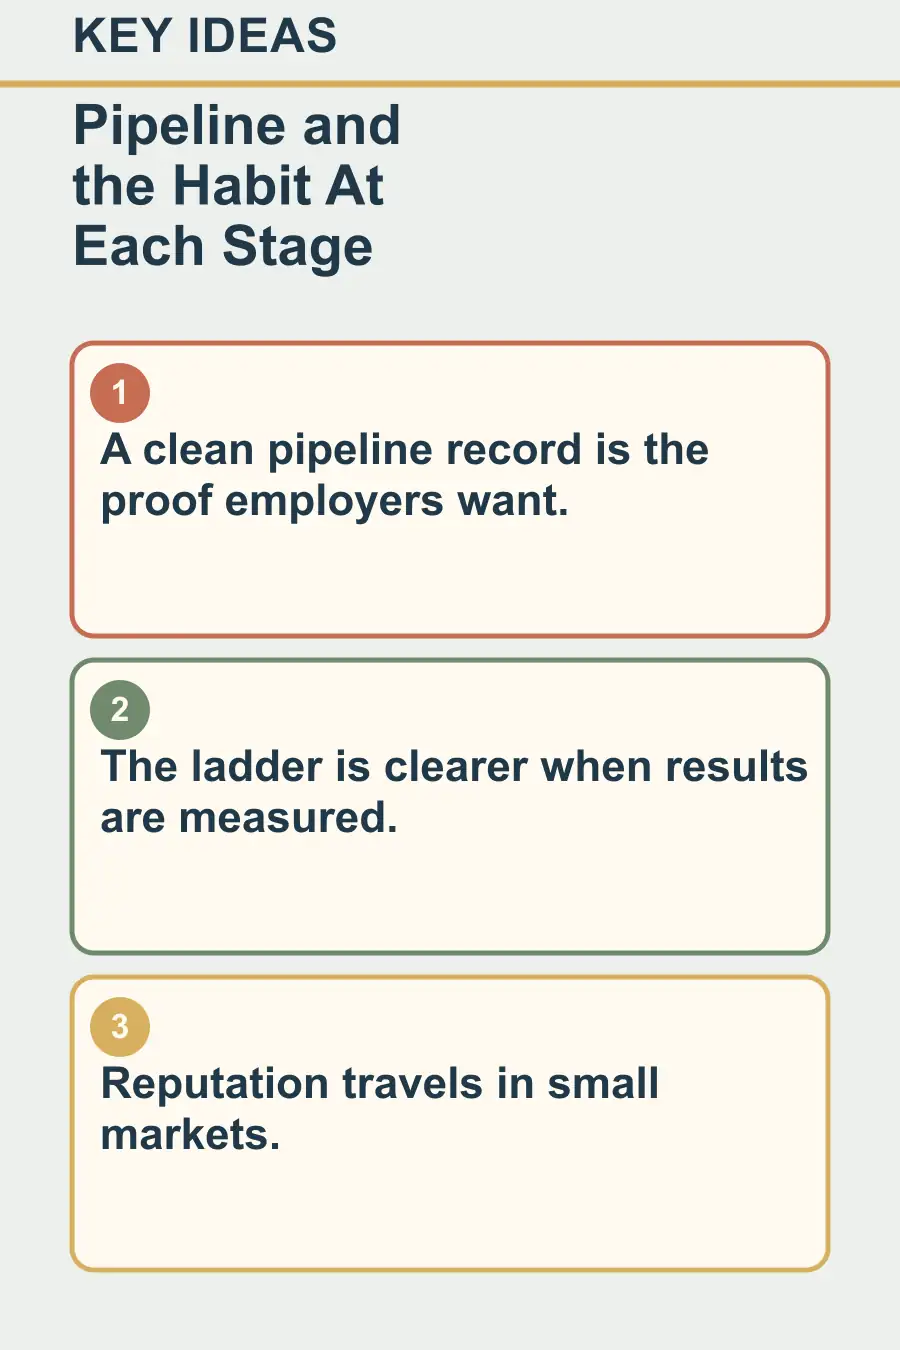 KEY IDEAS
Pipeline and
the Habit At
Each Stage
1
A clean pipeline record is the
proof employers want.
2
The ladder is clearer when results
are measured.
3
Reputation travels in small
markets.